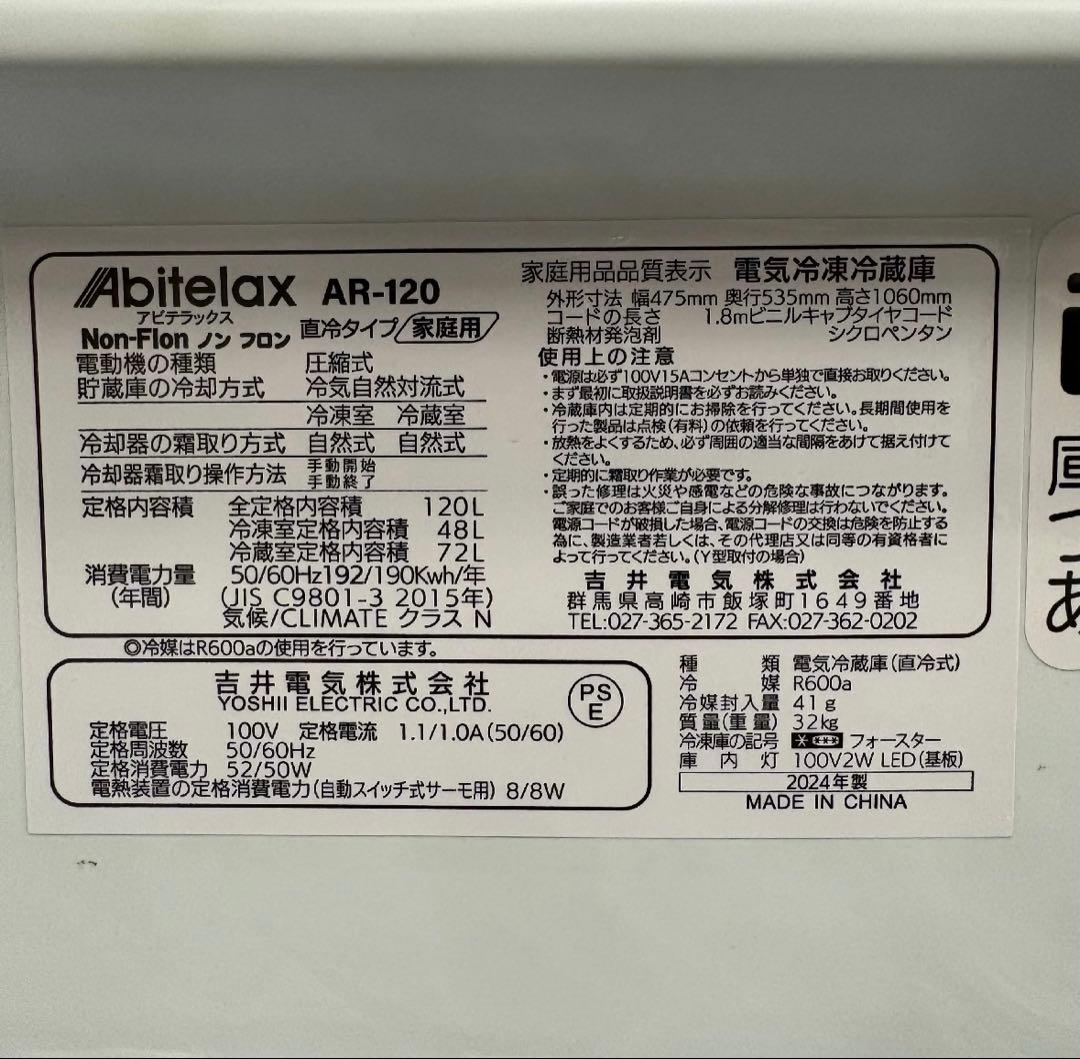 Abitelax AR-120
アビテラックス
Non-Flon ノン フロン 直冷タイプ 家庭用
電動機の種類 圧縮式
貯蔵庫の冷却方式 冷気自然対流式
冷凍室 冷蔵室
冷却器の霜取り方式 自然式 自然式
冷却器霜取り操作方法 手動開始
手動終了
定格内容積 全定格内容積 120L
冷凍室定格内容積 48L
冷蔵室定格内容積 72L
消費電力量 50/60Hz192/190Kwh/年
(年間) (JIS C9801-3 2015年)
気候/CLIMATE クラス N
家庭用品品質表示 電気冷凍冷蔵庫
外形寸法 幅475mm 奥行535mm 高さ1060mm
コードの長さ 1.8mビニルキャブタイヤコード
断熱材発泡剤 シクロペンタン
使用上の注意
・電源は必ず100V15Aコンセントから単独で直接お取りください。
・まず最初に取扱説明書を必ずお読みください。
・冷蔵庫内は定期的にお掃除を行ってください。長期間使用を
行った製品は点検(有料)の依頼を行ってください。
・放熱をよくするため、必ず周囲の適当な間隔をあけて据え付けて
ください。
・定期的に霜取り作業が必要です。
・誤った修理は火災や感電などの危険な事故につながります。
ご家庭でのお客様ご自身による分解修理は行わないでください。
電源コードが破損した場合、電源コードの交換は危険を防止する
為に、製造業者若しくは、その代理店又は同等の有資格者に
よって行ってください。(Y型取付の場合)
吉井電気株式会社
群馬県高崎市飯塚町1649番地
TEL:027-365-2172 FAX:027-362-0202
◎冷媒はR600aの使用を行っています。
吉井電気株式会社
YOSHII ELECTRIC CO.,LTD.
PS
E
定格電圧 100V 定格電流 1.1/1.0A(50/60)
定格周波数 50/60Hz
定格消費電力 52/50W
電熱装置の定格消費電力(自動スイッチ式サーモ用) 8/8W
種類 電気冷蔵庫(直冷式)
冷媒 R600a
冷媒封入量 41g
質量(重量) 32kg
冷凍庫の記号 フォースター
庫内灯 100V2W LED(基板)
2024年製
MADE IN CHINA
庫